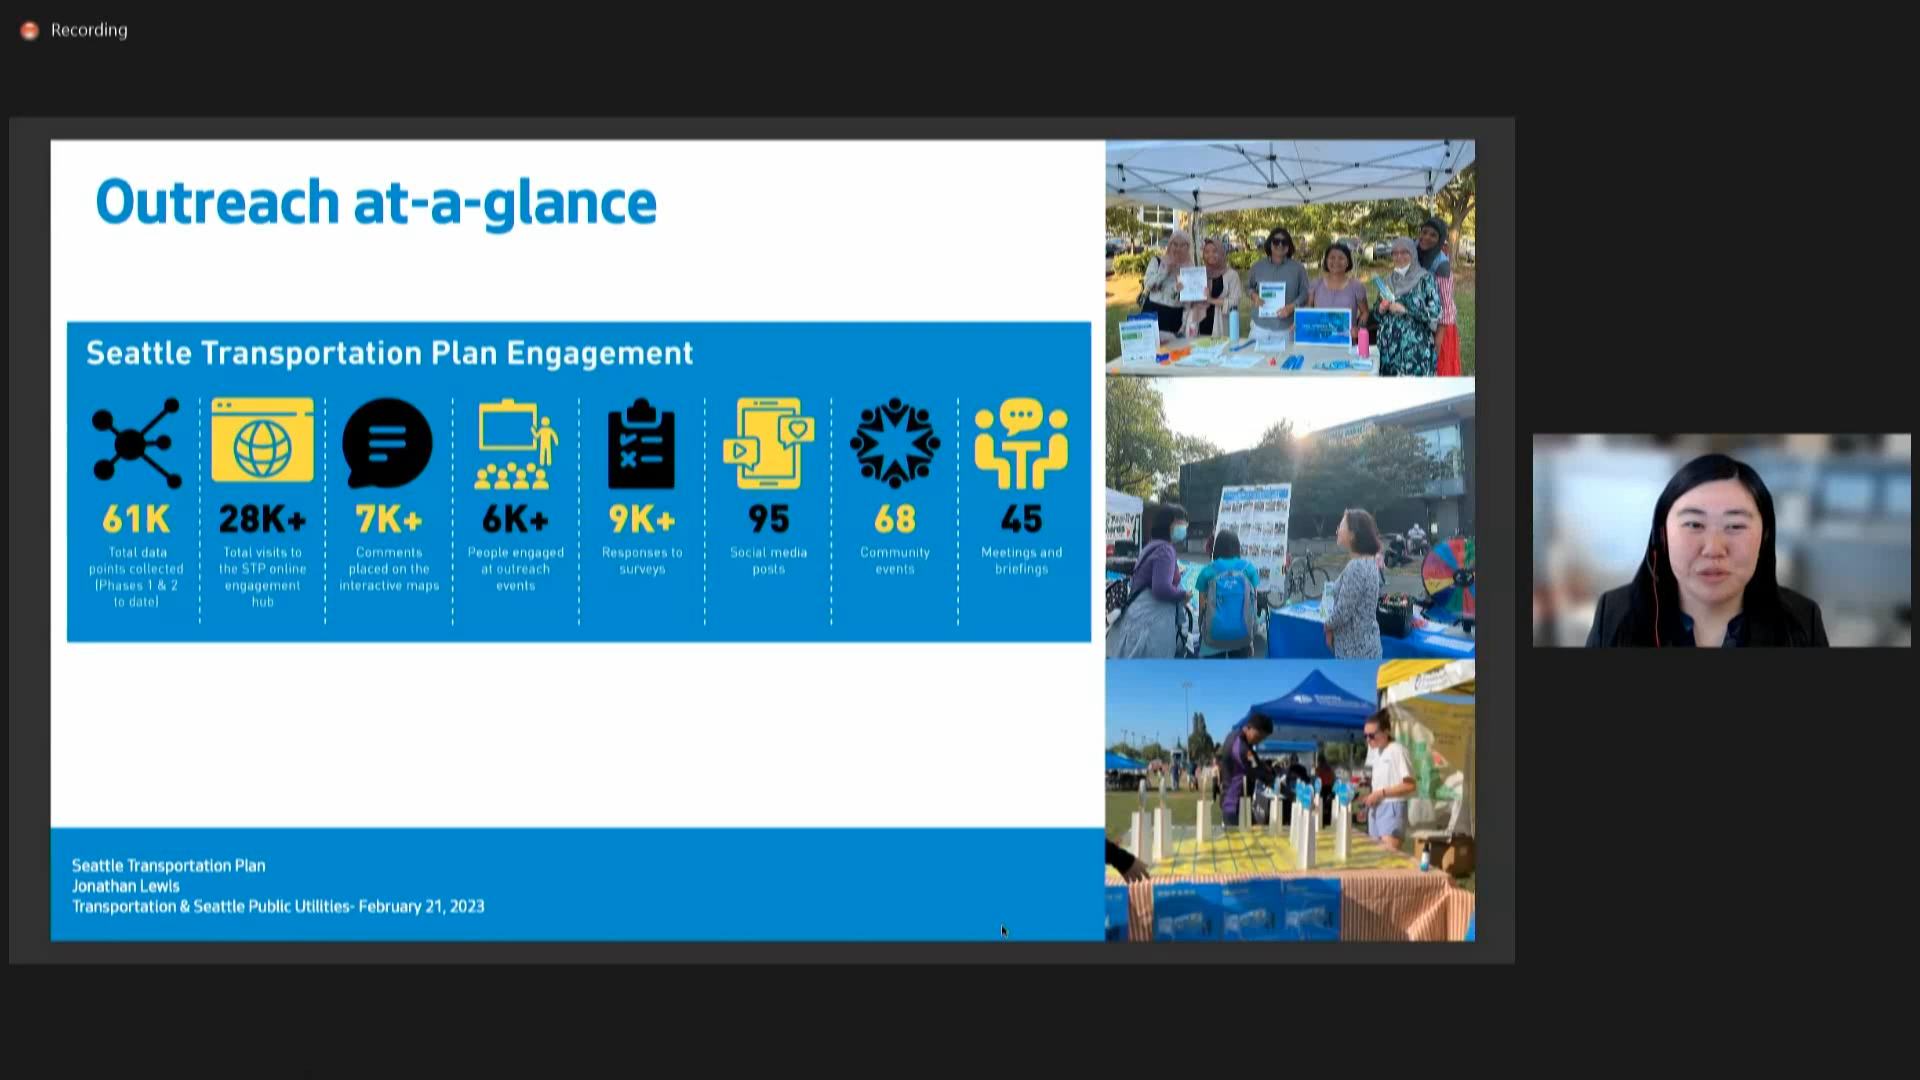 Recording
Outreach at-a-glance
Seattle Transportation Plan Engagement
61K
Total data
points collected
(Phases 1 & 2
to date)
28K+
Total visits to
the STP online
engagement
hub
7K+
Comments
placed on the
interactive maps
6K+
People engaged
at outreach
events
9K+
Responses to
surveys
95
Social media
posts
68
Community
events
45
Meetings and
briefings
Seattle Transportation Plan
Jonathan Lewis
Transportation & Seattle Public Utilities- February 21, 2023